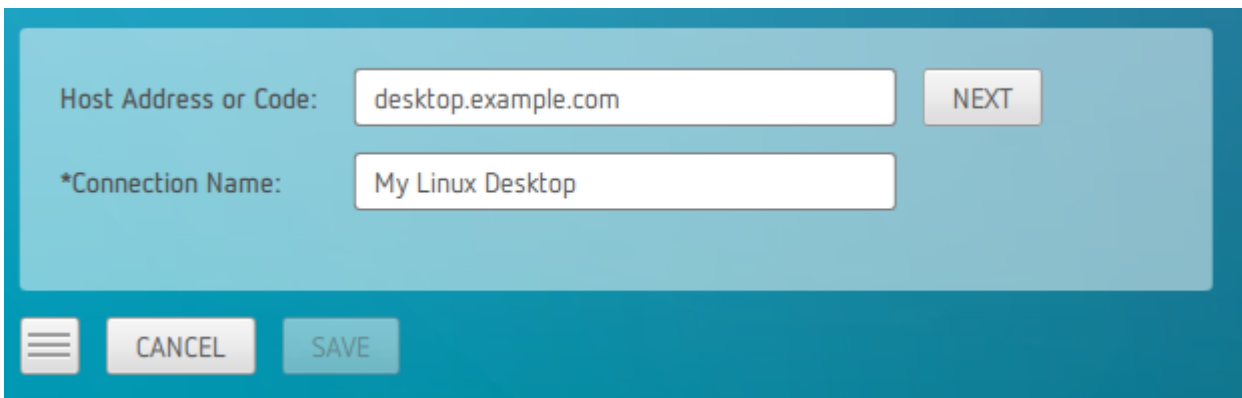 Host Address or Code: desktop.example.com NEXT
*Connection Name: My Linux Desktop
CANCEL SAVE